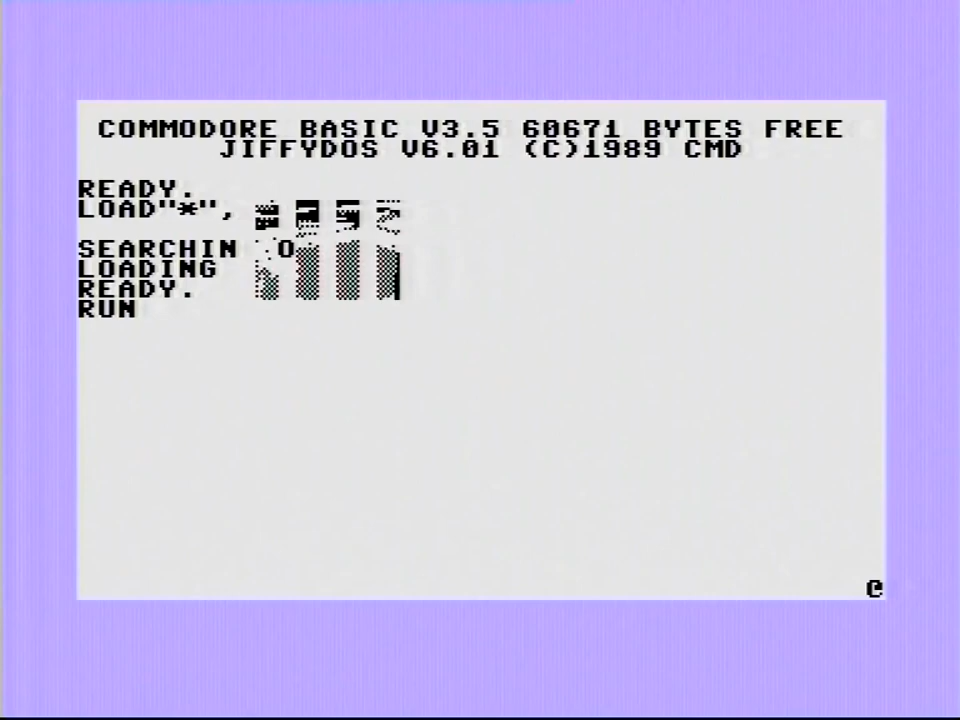 COMMODORE BASIC V3.5 60671 BYTES FREE
JIFFYDOS V6.01 (C)1989 CMD
READY.
LOAD"*",
SEARCHIN O
LOADING
READY.
RUN
@